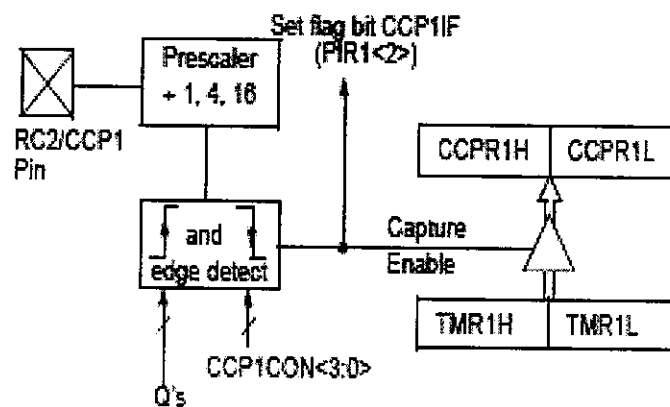 Set flag bit CCP1IF
(PIR1<2>)
Prescaler
÷ 1, 4, 16
RC2/CCP1
Pin
CCPR1H CCPR1L
and
edge detect
Capture
Enable
TMR1H TMR1L
CCP1CON<3:0>
Q's